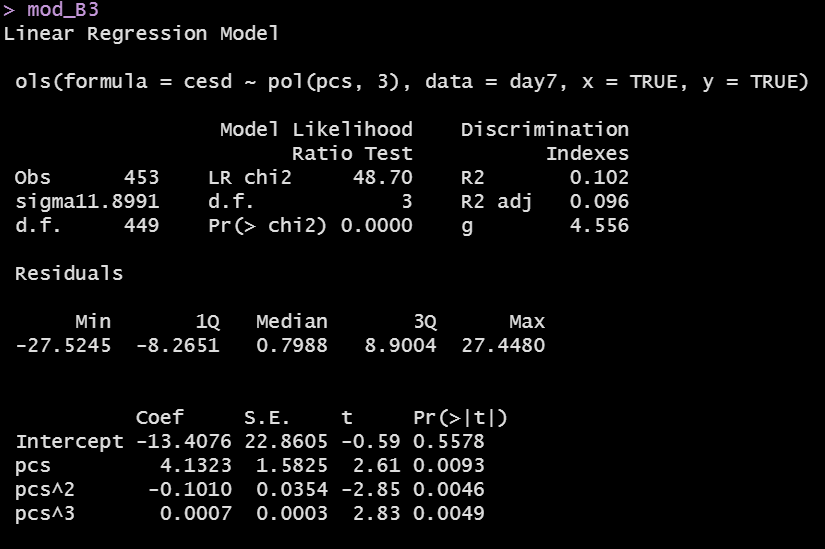 > mod_B3
Linear Regression Model
ols(formula = cesd ~ pol(pcs, 3), data = day7, x = TRUE, y = TRUE)
Model Likelihood Discrimination
Ratio Test Indexes
Obs 453 LR chi2 48.70 R2 0.102
sigma11.8991 d.f. 3 R2 adj 0.096
d.f. 449 Pr(> chi2) 0.0000 g 4.556
Residuals
Min 1Q Median 3Q Max
-27.5245 -8.2651 0.7988 8.9004 27.4480
Coef S.E. t Pr(>|t|)
Intercept -13.4076 22.8605 -0.59 0.5578
pcs 4.1323 1.5825 2.61 0.0093
pcs^2 -0.1010 0.0354 -2.85 0.0046
pcs^3 0.0007 0.0003 2.83 0.0049